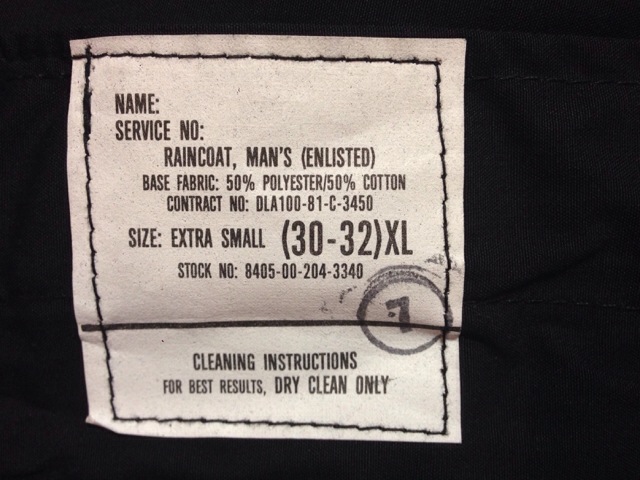 NAME:
SERVICE NO:
RAINCOAT, MAN'S (ENLISTED)
BASE FABRIC: 50% POLYESTER/50% COTTON
CONTRACT NO: DLA100-81-C-3450
SIZE: EXTRA SMALL (30-32)XL
STOCK NO: 8405-00-204-3340
7
CLEANING INSTRUCTIONS
FOR BEST RESULTS, DRY CLEAN ONLY